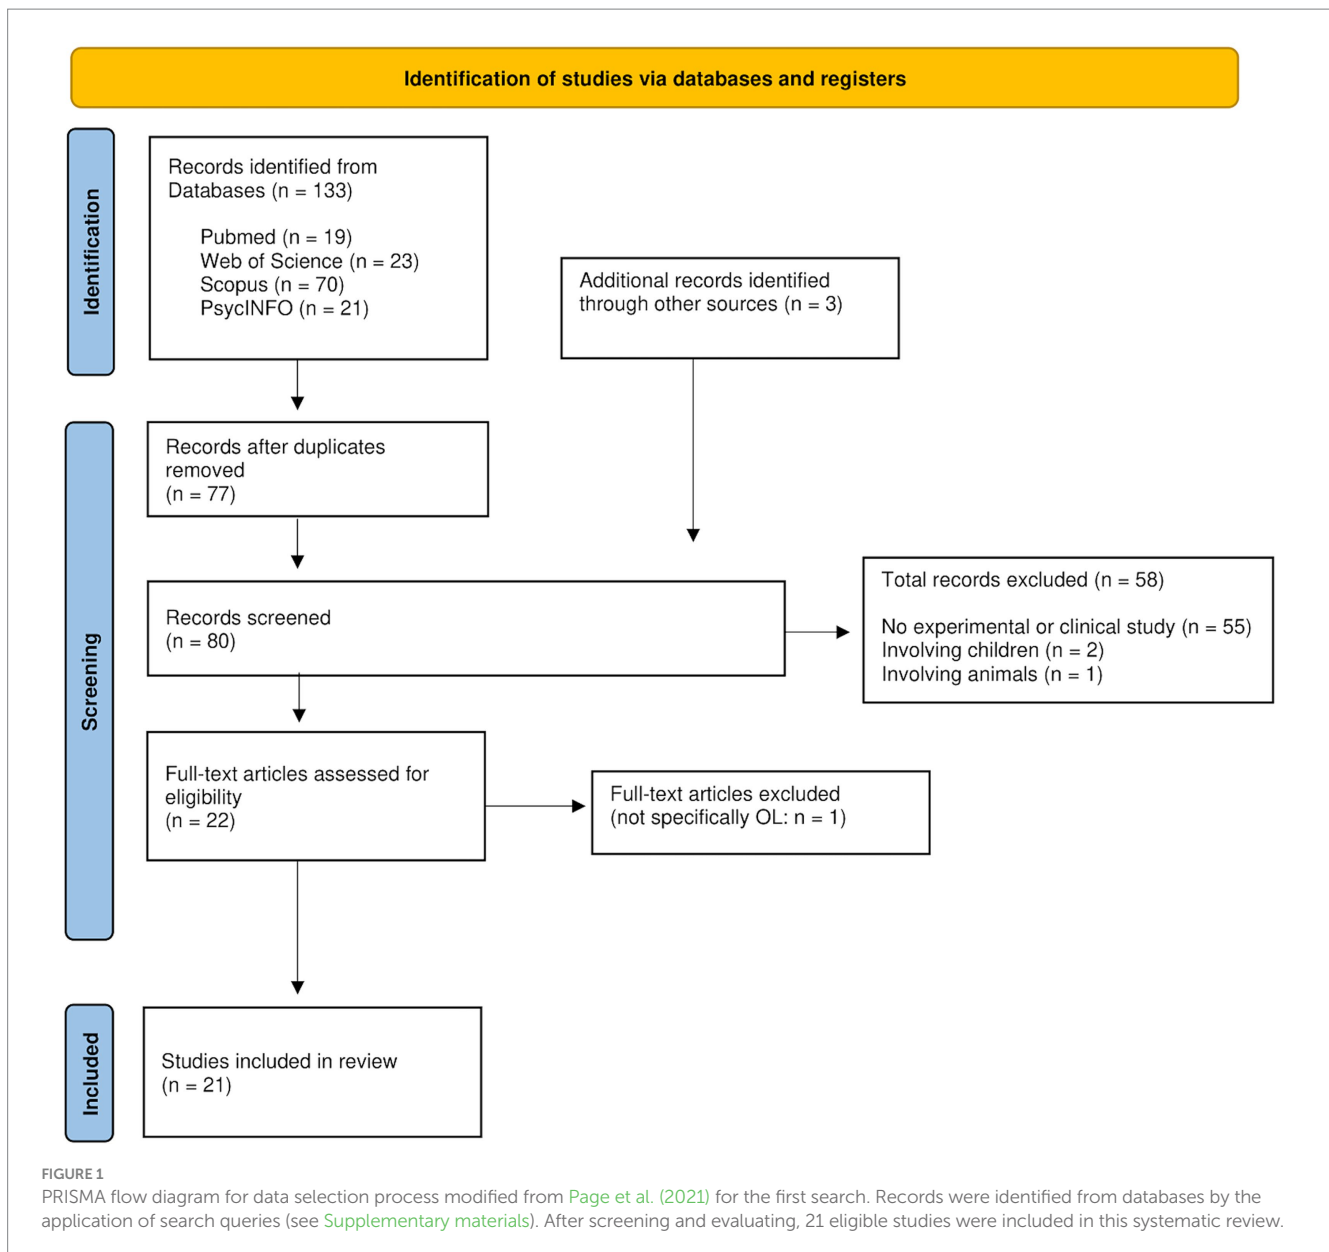 Identification of studies via databases and registers
Identification
Records identified from
Databases (n = 133)
Pubmed (n = 19)
Web of Science (n = 23)
Scopus (n = 70)
PsycINFO (n = 21)
Additional records identified
through other sources (n = 3)
Screening
Records after duplicates
removed
(n = 77)
Records screened
(n = 80)
Total records excluded (n = 58)
No experimental or clinical study (n = 55)
Involving children (n = 2)
Involving animals (n = 1)
Full-text articles assessed for
eligibility
(n = 22)
Full-text articles excluded
(not specifically OL: n = 1)
Included
Studies included in review
(n = 21)
FIGURE 1
PRISMA flow diagram for data selection process modified from Page et al. (2021) for the first search. Records were identified from databases by the
application of search queries (see Supplementary materials). After screening and evaluating, 21 eligible studies were included in this systematic review.